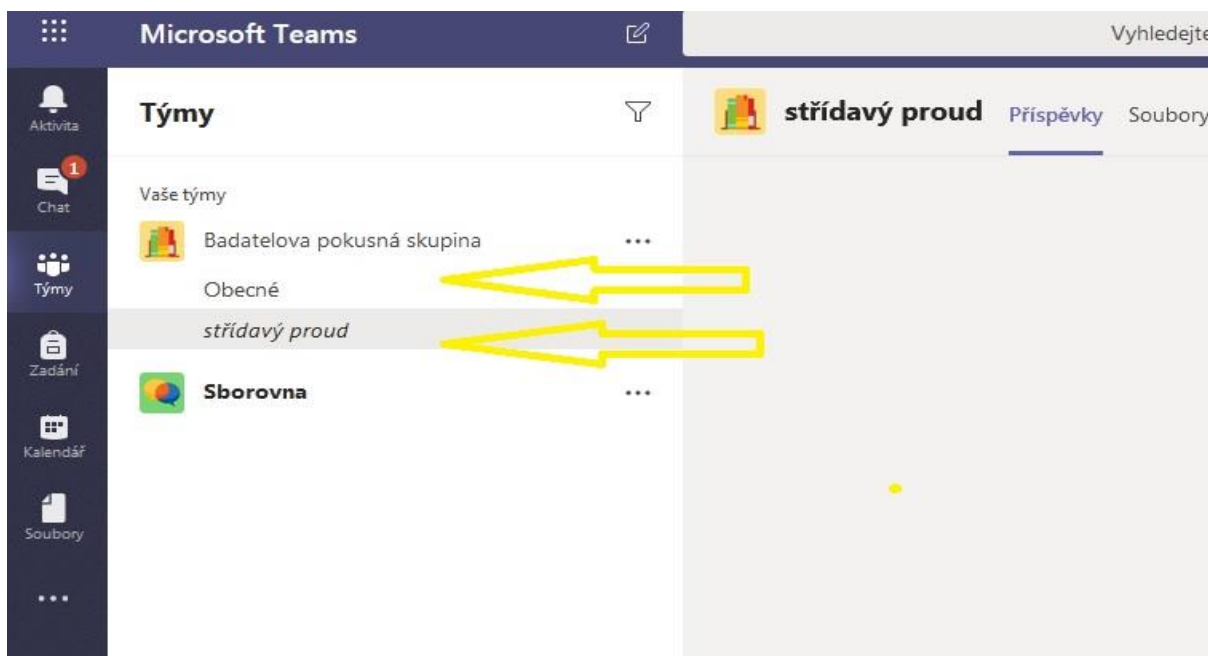 Microsoft Teams
Vyhledejte
Aktivita
1
Chat
Týmy
Zadání
Kalendář
Soubory
Týmy
Vaše týmy
Badatelova pokusná skupina
Obecné
střídavý proud
Sborovna
střídavý proud Příspěvky Soubory